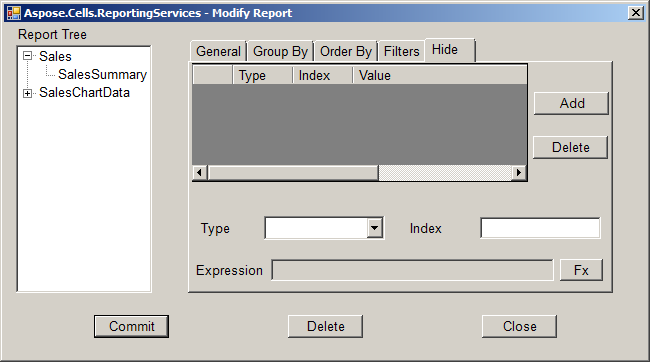 Aspose.Cells.ReportingServices - Modify Report
Report Tree
Sales
SalesSummary
SalesChartData
General Group By Order By Filters Hide
Type Index Value
Add
Delete
Type Index
Expression Fx
Commit Delete Close